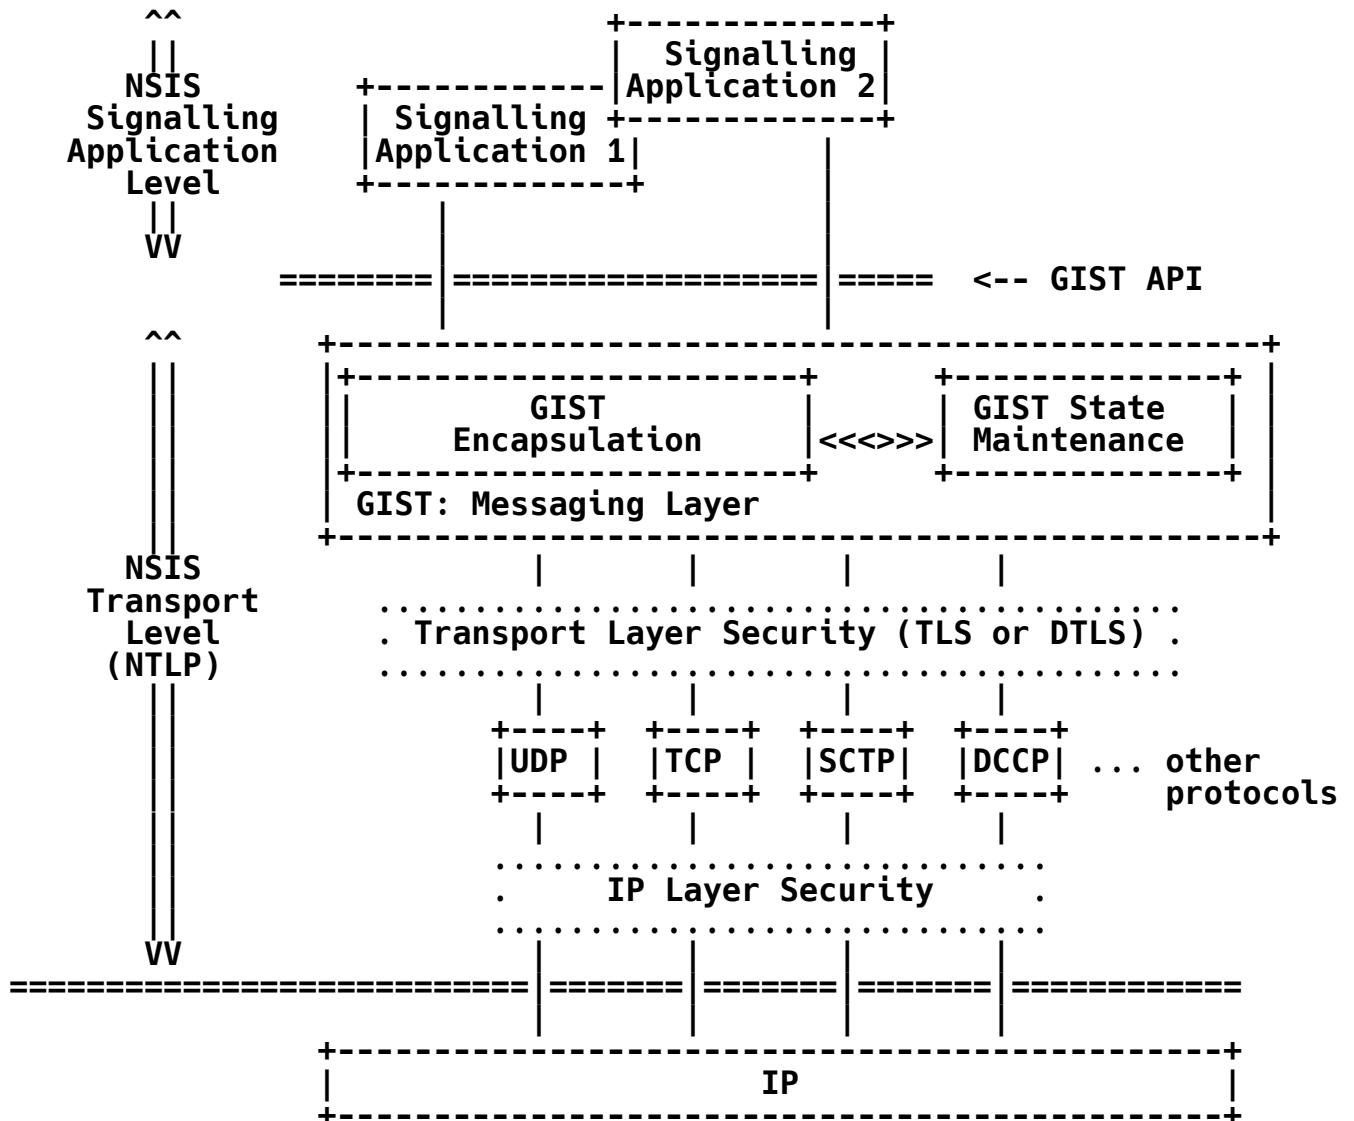 Signalling
NSIS Application 2
Signalling Signalling
Application Application 1
Level
<-- GIST API
GIST GIST State
Encapsulation <<<>>> Maintenance
GIST: Messaging Layer
NSIS
Transport
Level Transport Layer Security (TLS or DTLS)
(NTLP)
UDP TCP SCTP DCCP ... other
protocols
IP Layer Security
IP